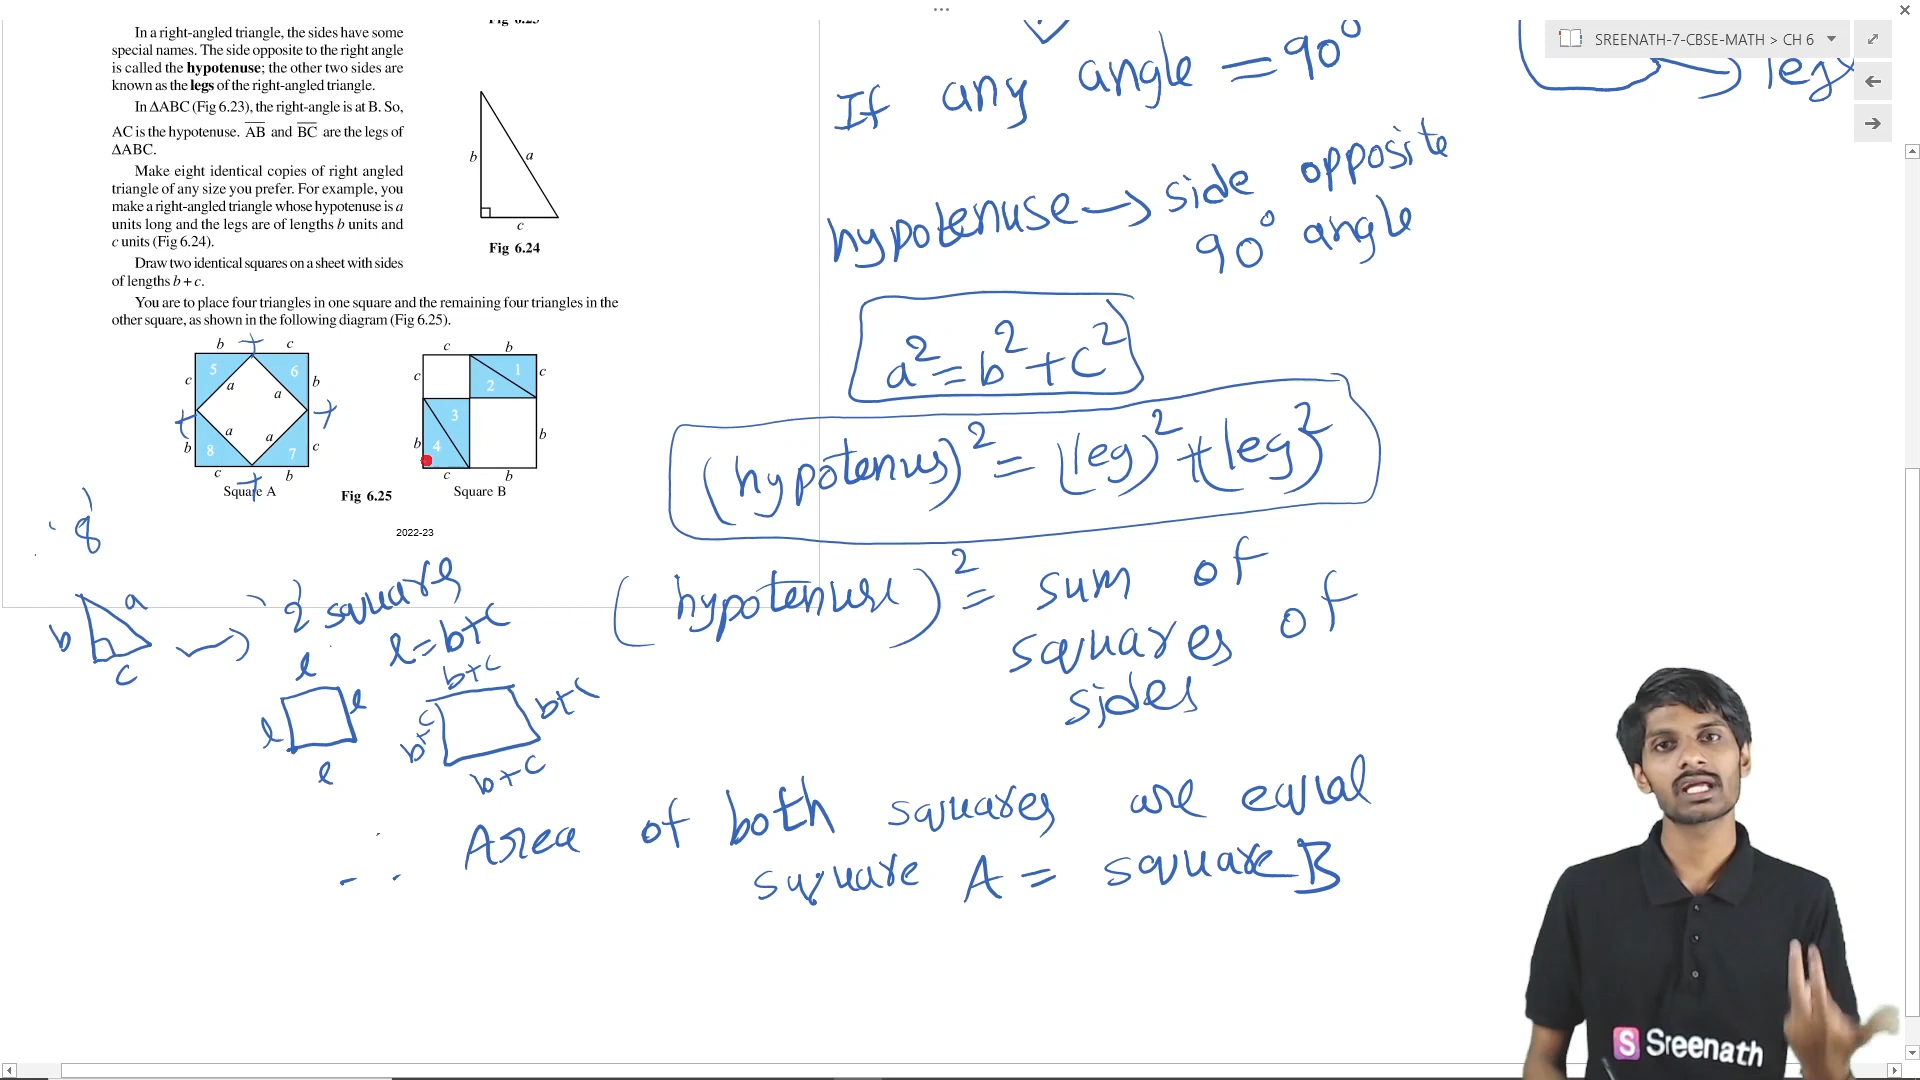 In a right-angled triangle, the sides have some
special names. The side opposite to the right angle
is called the hypotenuse; the other two sides are
known as the legs of the right-angled triangle.
In ΔABC (Fig 6.23), the right-angle is at B. So,
AC is the hypotenuse. AB and BC are the legs of
ΔABC.
Make eight identical copies of right angled
triangle of any size you prefer. For example, you
make a right-angled triangle whose hypotenuse is a
units long and the legs are of lengths b units and
c units (Fig 6.24).
Draw two identical squares on a sheet with sides
of lengths b + c.
You are to place four triangles in one square and the remaining four triangles in the
other square, as shown in the following diagram (Fig 6.25).
b
a
c
Fig 6.24
b + c
c 5 6 b
a a
+ +
a a
b 8 7 c
c + b
Square A
Fig 6.25
c b
c 1 c
2
3
b 4 b
c b
Square B
2022-23
8
a
b
c
2 squares
l = b+c
l
l l
l
b+c
b+c b+c
b+c
If any angle = 90°
hypotenuse → side opposite
90° angle
a² = b² + c²
(hypotenus)² = (leg)² + (leg)²
(hypotenuse)² = sum of
squares of
sides
∴ Area of both squares are equal
square A = square B
SREENATH-7-CBSE-MATH > CH 6
S Sreenath